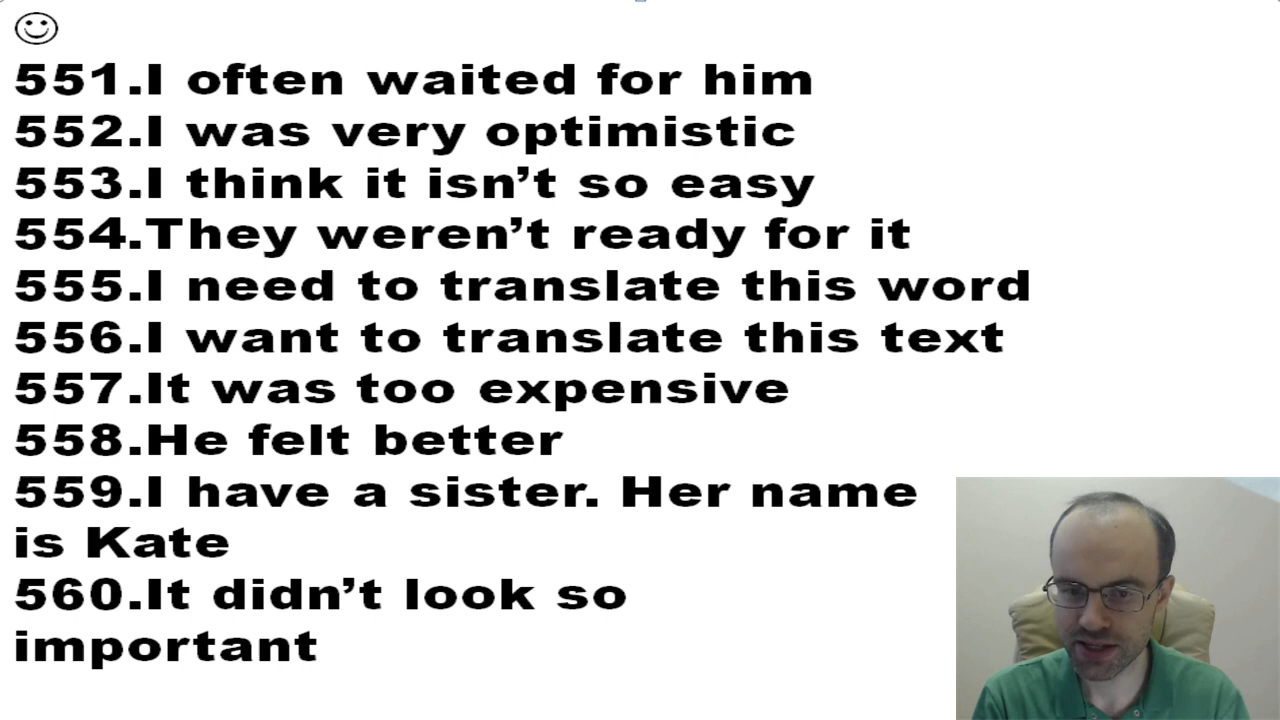 551.I often waited for him
552.I was very optimistic
553.I think it isn’t so easy
554.They weren’t ready for it
555.I need to translate this word
556.I want to translate this text
557.It was too expensive
558.He felt better
559.I have a sister. Her name
is Kate
560.It didn’t look so
important